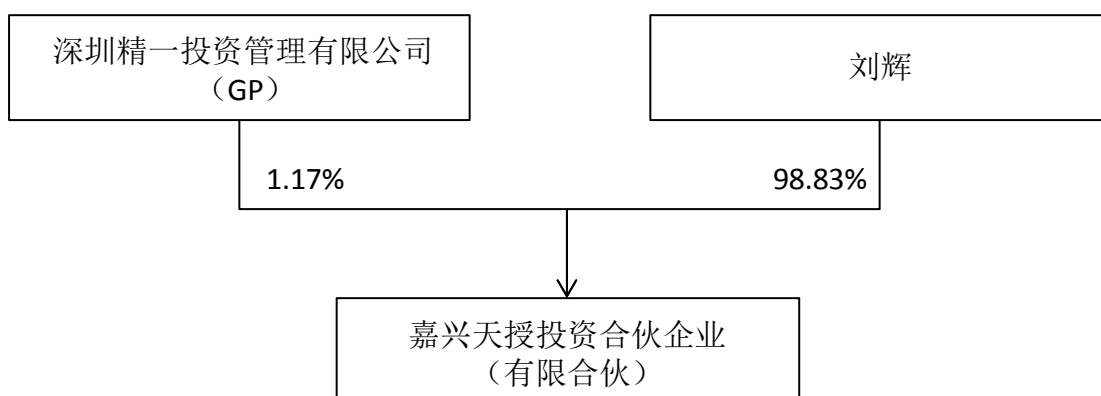 深圳精一投资管理有限公司
（GP）
刘辉
1.17%
98.83%
嘉兴天授投资合伙企业
（有限合伙）